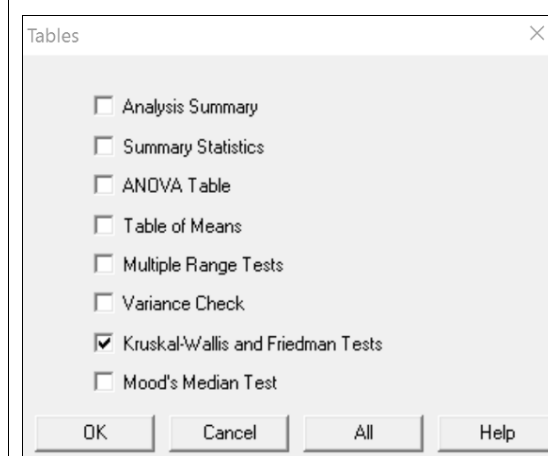 Tables
Analysis Summary
Summary Statistics
ANOVA Table
Table of Means
Multiple Range Tests
Variance Check
Kruskal-Wallis and Friedman Tests
Mood's Median Test
OK Cancel All Help